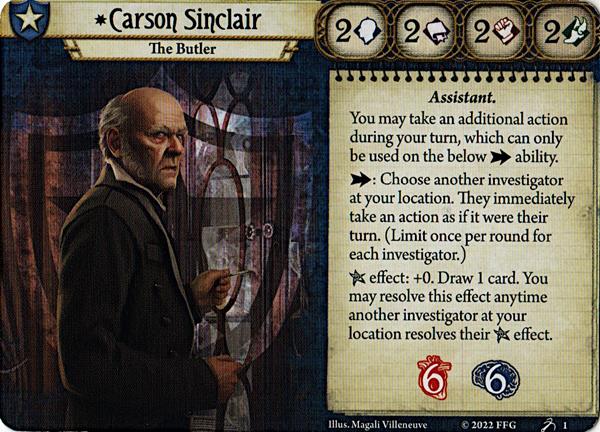 Carson Sinclair
The Butler
2 2 2 2
Assistant.
You may take an additional action
during your turn, which can only
be used on the below ability.
: Choose another investigator
at your location. They immediately
take an action as if it were their
turn. (Limit once per round for
each investigator.)
effect: +0. Draw 1 card. You
may resolve this effect anytime
another investigator at your
location resolves their effect.
6 6
Illus. Magali Villeneuve © 2022 FFG 1